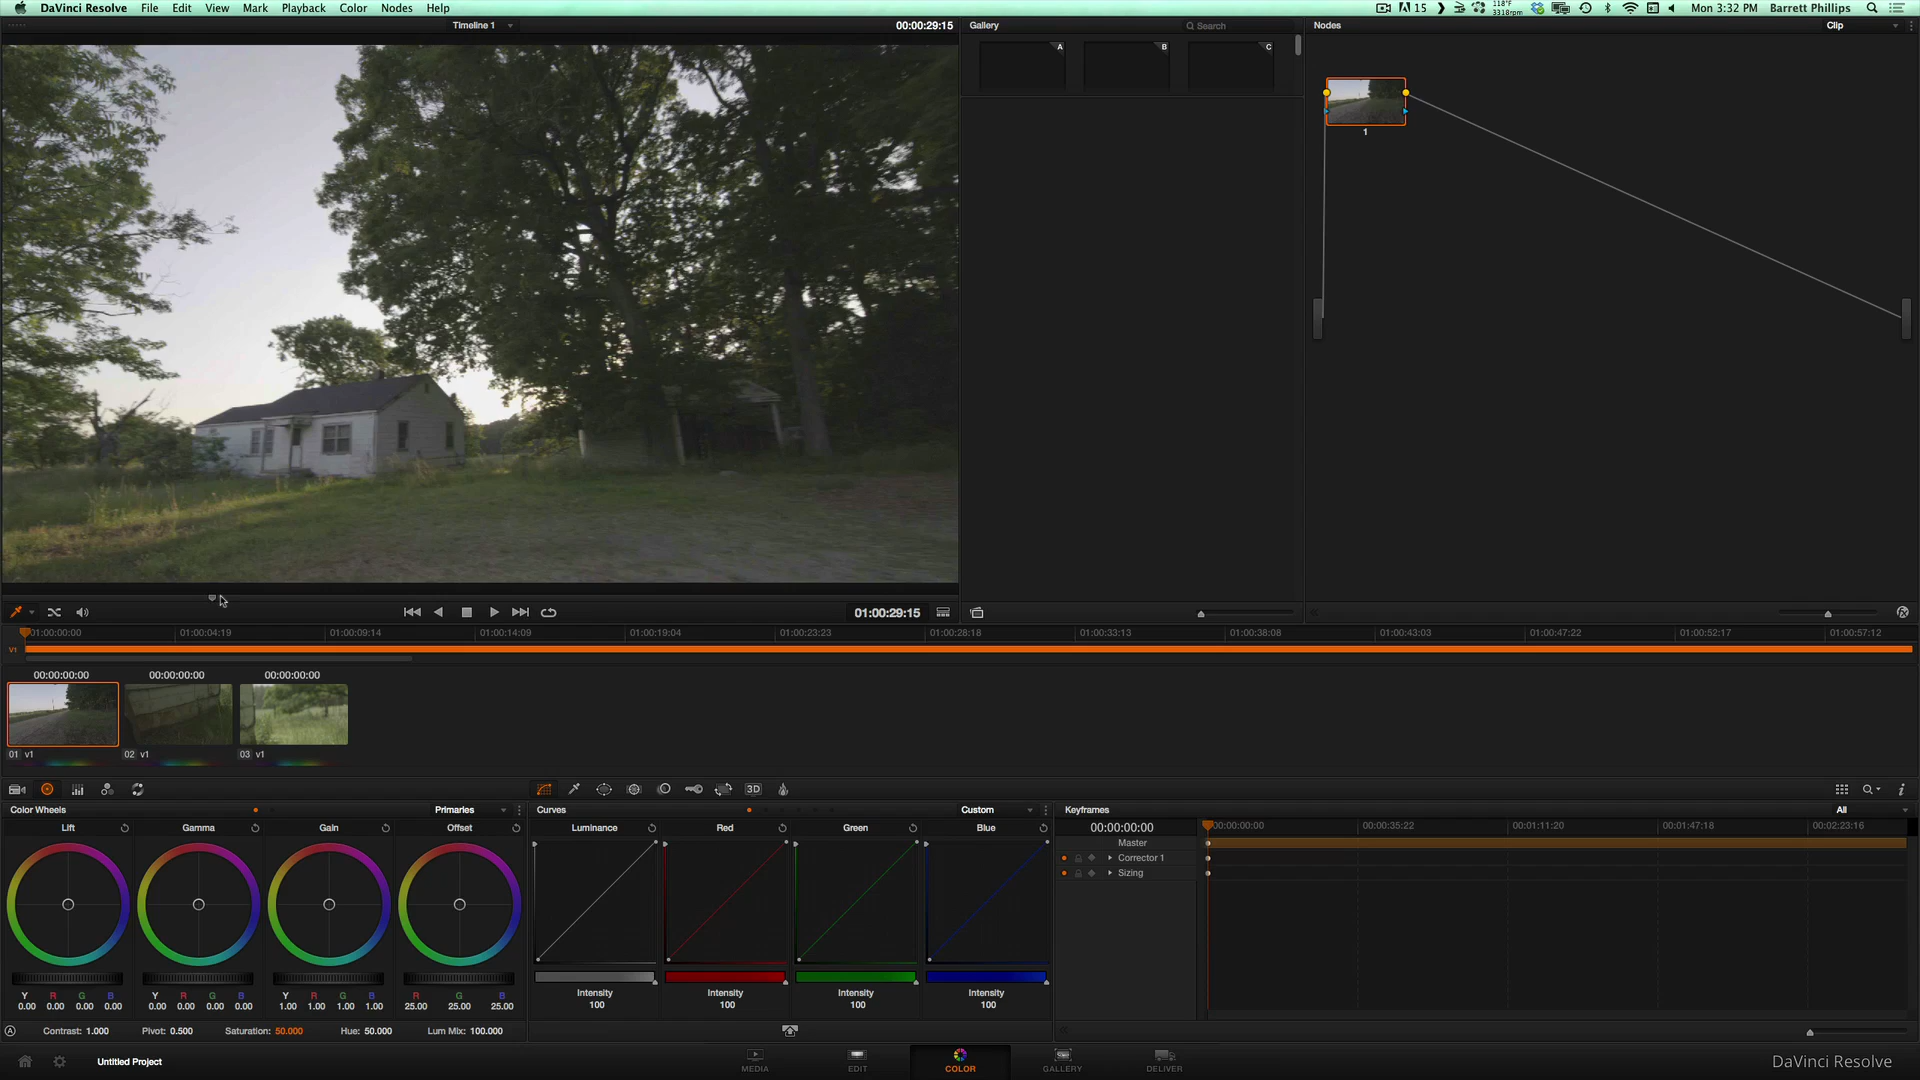 DaVinci Resolve File Edit View Mark Playback Color Nodes Help
15 118°F 3318rpm Mon 3:32 PM Barrett Phillips
Timeline 1 00:00:29:15
Gallery Search
Nodes Clip
A B C
1
01:00:29:15
01:00:00:00 01:00:04:19 01:00:09:14 01:00:14:09 01:00:19:04 01:00:23:23 01:00:28:18 01:00:33:13 01:00:38:08 01:00:43:03 01:00:47:22 01:00:52:17 01:00:57:12
V1
00:00:00:00 00:00:00:00 00:00:00:00
01 v1 02 v1 03 v1
3D
Color Wheels Primaries
Curves Custom
Keyframes All
Lift Gamma Gain Offset
Luminance Red Green Blue
00:00:00:00 00:00:00:00 00:00:35:22 00:01:11:20 00:01:47:18 00:02:23:16
Master
Corrector 1
Sizing
Y R G B Y R G B Y R G B R G B
0.00 0.00 0.00 0.00 0.00 0.00 0.00 0.00 1.00 1.00 1.00 1.00 25.00 25.00 25.00
Intensity Intensity Intensity Intensity
100 100 100 100
A Contrast: 1.000 Pivot: 0.500 Saturation: 50.000 Hue: 50.000 Lum Mix: 100.000
Untitled Project
MEDIA EDIT COLOR GALLERY DELIVER
DaVinci Resolve